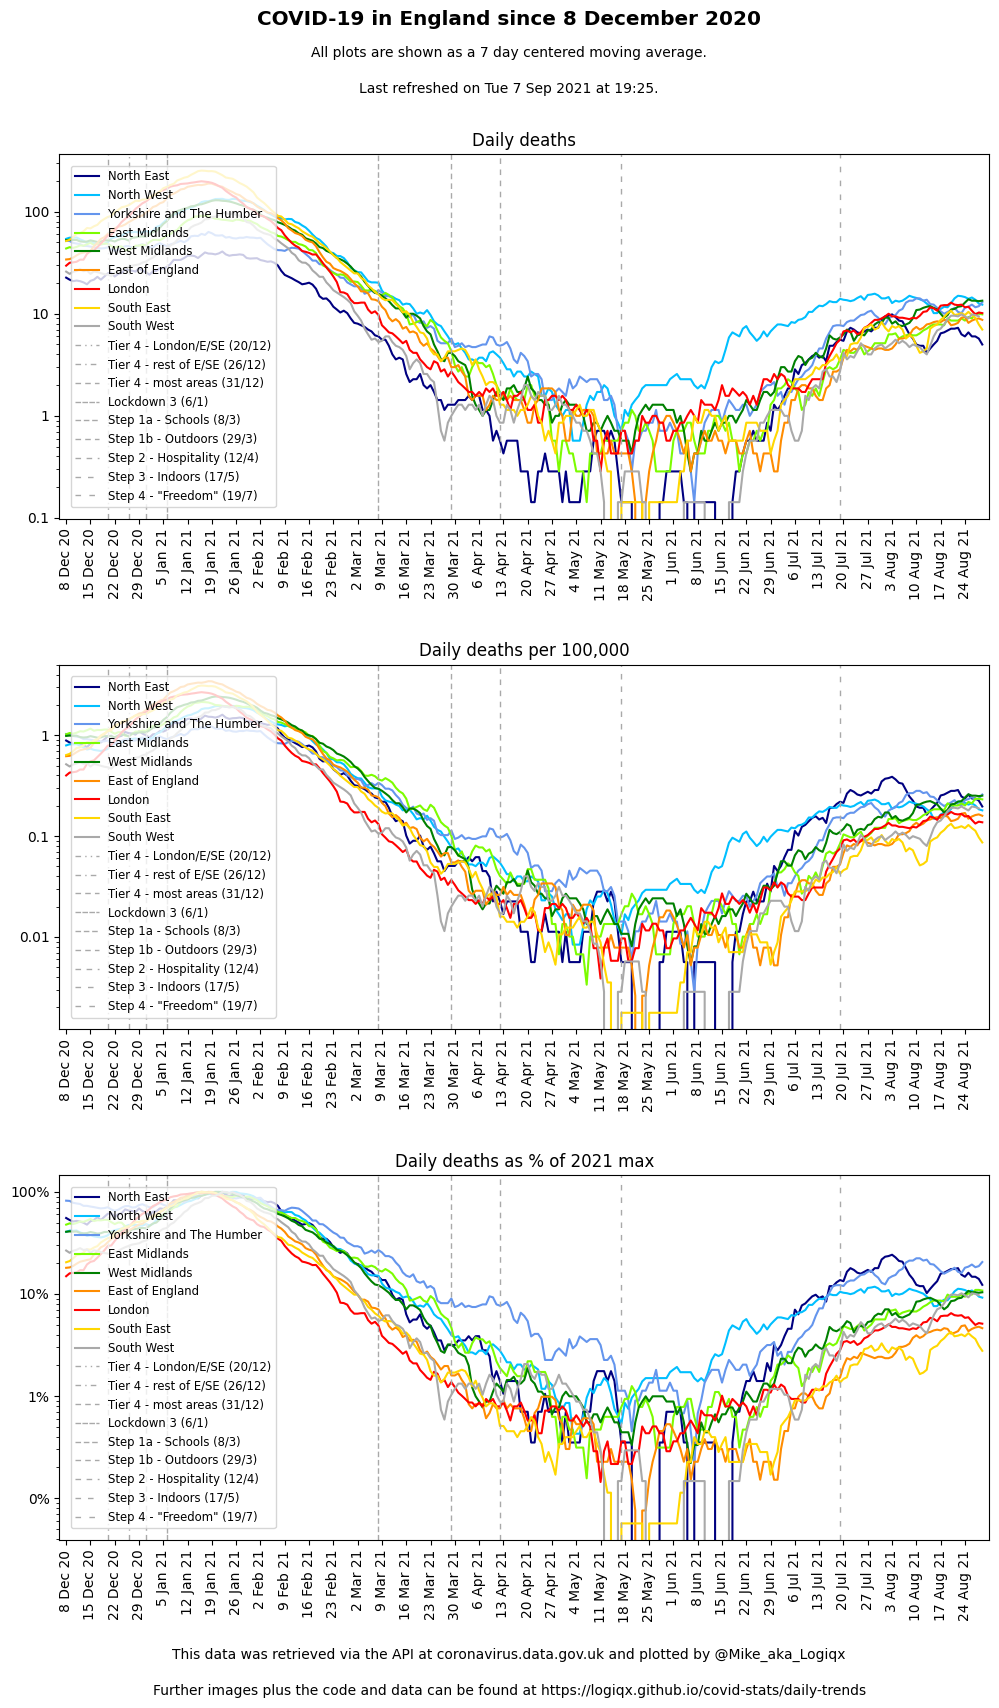 COVID-19 in England since 8 December 2020
All plots are shown as a 7 day centered moving average.
Last refreshed on Tue 7 Sep 2021 at 19:25.
Daily deaths
100
10
1
0.1
North East
North West
Yorkshire and The Humber
East Midlands
West Midlands
East of England
London
South East
South West
Tier 4 - London/E/SE (20/12)
Tier 4 - rest of E/SE (26/12)
Tier 4 - most areas (31/12)
Lockdown 3 (6/1)
Step 1a - Schools (8/3)
Step 1b - Outdoors (29/3)
Step 2 - Hospitality (12/4)
Step 3 - Indoors (17/5)
Step 4 - "Freedom" (19/7)
8 Dec 20
15 Dec 20
22 Dec 20
29 Dec 20
5 Jan 21
12 Jan 21
19 Jan 21
26 Jan 21
2 Feb 21
9 Feb 21
16 Feb 21
23 Feb 21
2 Mar 21
9 Mar 21
16 Mar 21
23 Mar 21
30 Mar 21
6 Apr 21
13 Apr 21
20 Apr 21
27 Apr 21
4 May 21
11 May 21
18 May 21
25 May 21
1 Jun 21
8 Jun 21
15 Jun 21
22 Jun 21
29 Jun 21
6 Jul 21
13 Jul 21
20 Jul 21
27 Jul 21
3 Aug 21
10 Aug 21
17 Aug 21
24 Aug 21
Daily deaths per 100,000
1
0.1
0.01
North East
North West
Yorkshire and The Humber
East Midlands
West Midlands
East of England
London
South East
South West
Tier 4 - London/E/SE (20/12)
Tier 4 - rest of E/SE (26/12)
Tier 4 - most areas (31/12)
Lockdown 3 (6/1)
Step 1a - Schools (8/3)
Step 1b - Outdoors (29/3)
Step 2 - Hospitality (12/4)
Step 3 - Indoors (17/5)
Step 4 - "Freedom" (19/7)
8 Dec 20
15 Dec 20
22 Dec 20
29 Dec 20
5 Jan 21
12 Jan 21
19 Jan 21
26 Jan 21
2 Feb 21
9 Feb 21
16 Feb 21
23 Feb 21
2 Mar 21
9 Mar 21
16 Mar 21
23 Mar 21
30 Mar 21
6 Apr 21
13 Apr 21
20 Apr 21
27 Apr 21
4 May 21
11 May 21
18 May 21
25 May 21
1 Jun 21
8 Jun 21
15 Jun 21
22 Jun 21
29 Jun 21
6 Jul 21
13 Jul 21
20 Jul 21
27 Jul 21
3 Aug 21
10 Aug 21
17 Aug 21
24 Aug 21
Daily deaths as % of 2021 max
100%
10%
1%
0%
North East
North West
Yorkshire and The Humber
East Midlands
West Midlands
East of England
London
South East
South West
Tier 4 - London/E/SE (20/12)
Tier 4 - rest of E/SE (26/12)
Tier 4 - most areas (31/12)
Lockdown 3 (6/1)
Step 1a - Schools (8/3)
Step 1b - Outdoors (29/3)
Step 2 - Hospitality (12/4)
Step 3 - Indoors (17/5)
Step 4 - "Freedom" (19/7)
8 Dec 20
15 Dec 20
22 Dec 20
29 Dec 20
5 Jan 21
12 Jan 21
19 Jan 21
26 Jan 21
2 Feb 21
9 Feb 21
16 Feb 21
23 Feb 21
2 Mar 21
9 Mar 21
16 Mar 21
23 Mar 21
30 Mar 21
6 Apr 21
13 Apr 21
20 Apr 21
27 Apr 21
4 May 21
11 May 21
18 May 21
25 May 21
1 Jun 21
8 Jun 21
15 Jun 21
22 Jun 21
29 Jun 21
6 Jul 21
13 Jul 21
20 Jul 21
27 Jul 21
3 Aug 21
10 Aug 21
17 Aug 21
24 Aug 21
This data was retrieved via the API at coronavirus.data.gov.uk and plotted by @Mike_aka_Logiqx
Further images plus the code and data can be found at https://logiqx.github.io/covid-stats/daily-trends